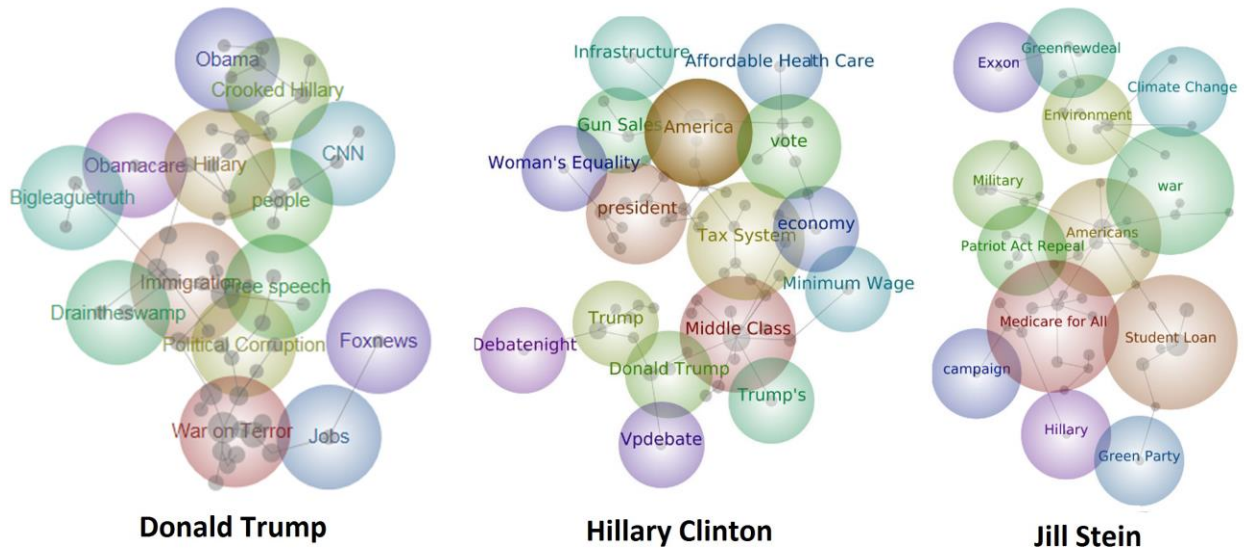 Obama
Crooked Hillary
CNN
Obamacare
Hillary
Bigleaguetruth
people
Immigration
Free speech
Draintheswamp
Political Corruption
Foxnews
War on Terror
Jobs
Donald Trump
Infrastructure
Affordable Health Care
Gun Sales
America
vote
Woman's Equality
president
Tax System
economy
Minimum Wage
Trump
Middle Class
Debatenight
Donald Trump
Trump's
Vpdebate
Hillary Clinton
Greennewdeal
Exxon
Climate Change
Environment
Military
war
Americans
Patriot Act Repeal
Medicare for All
Student Loan
campaign
Hillary
Green Party
Jill Stein